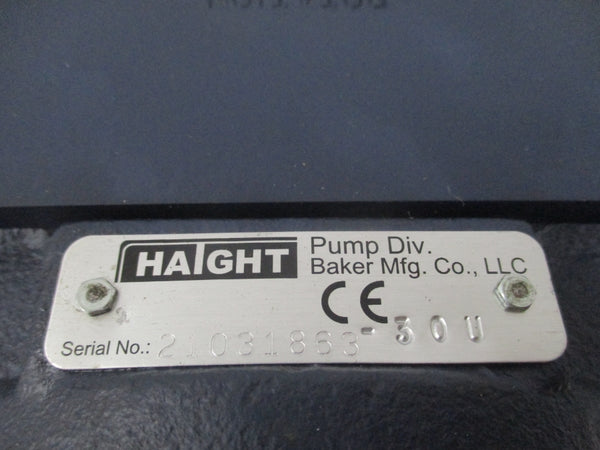 HAIGHT
Pump Div.
Baker Mfg. Co., LLC
CE
Serial No.: 21031863-30U